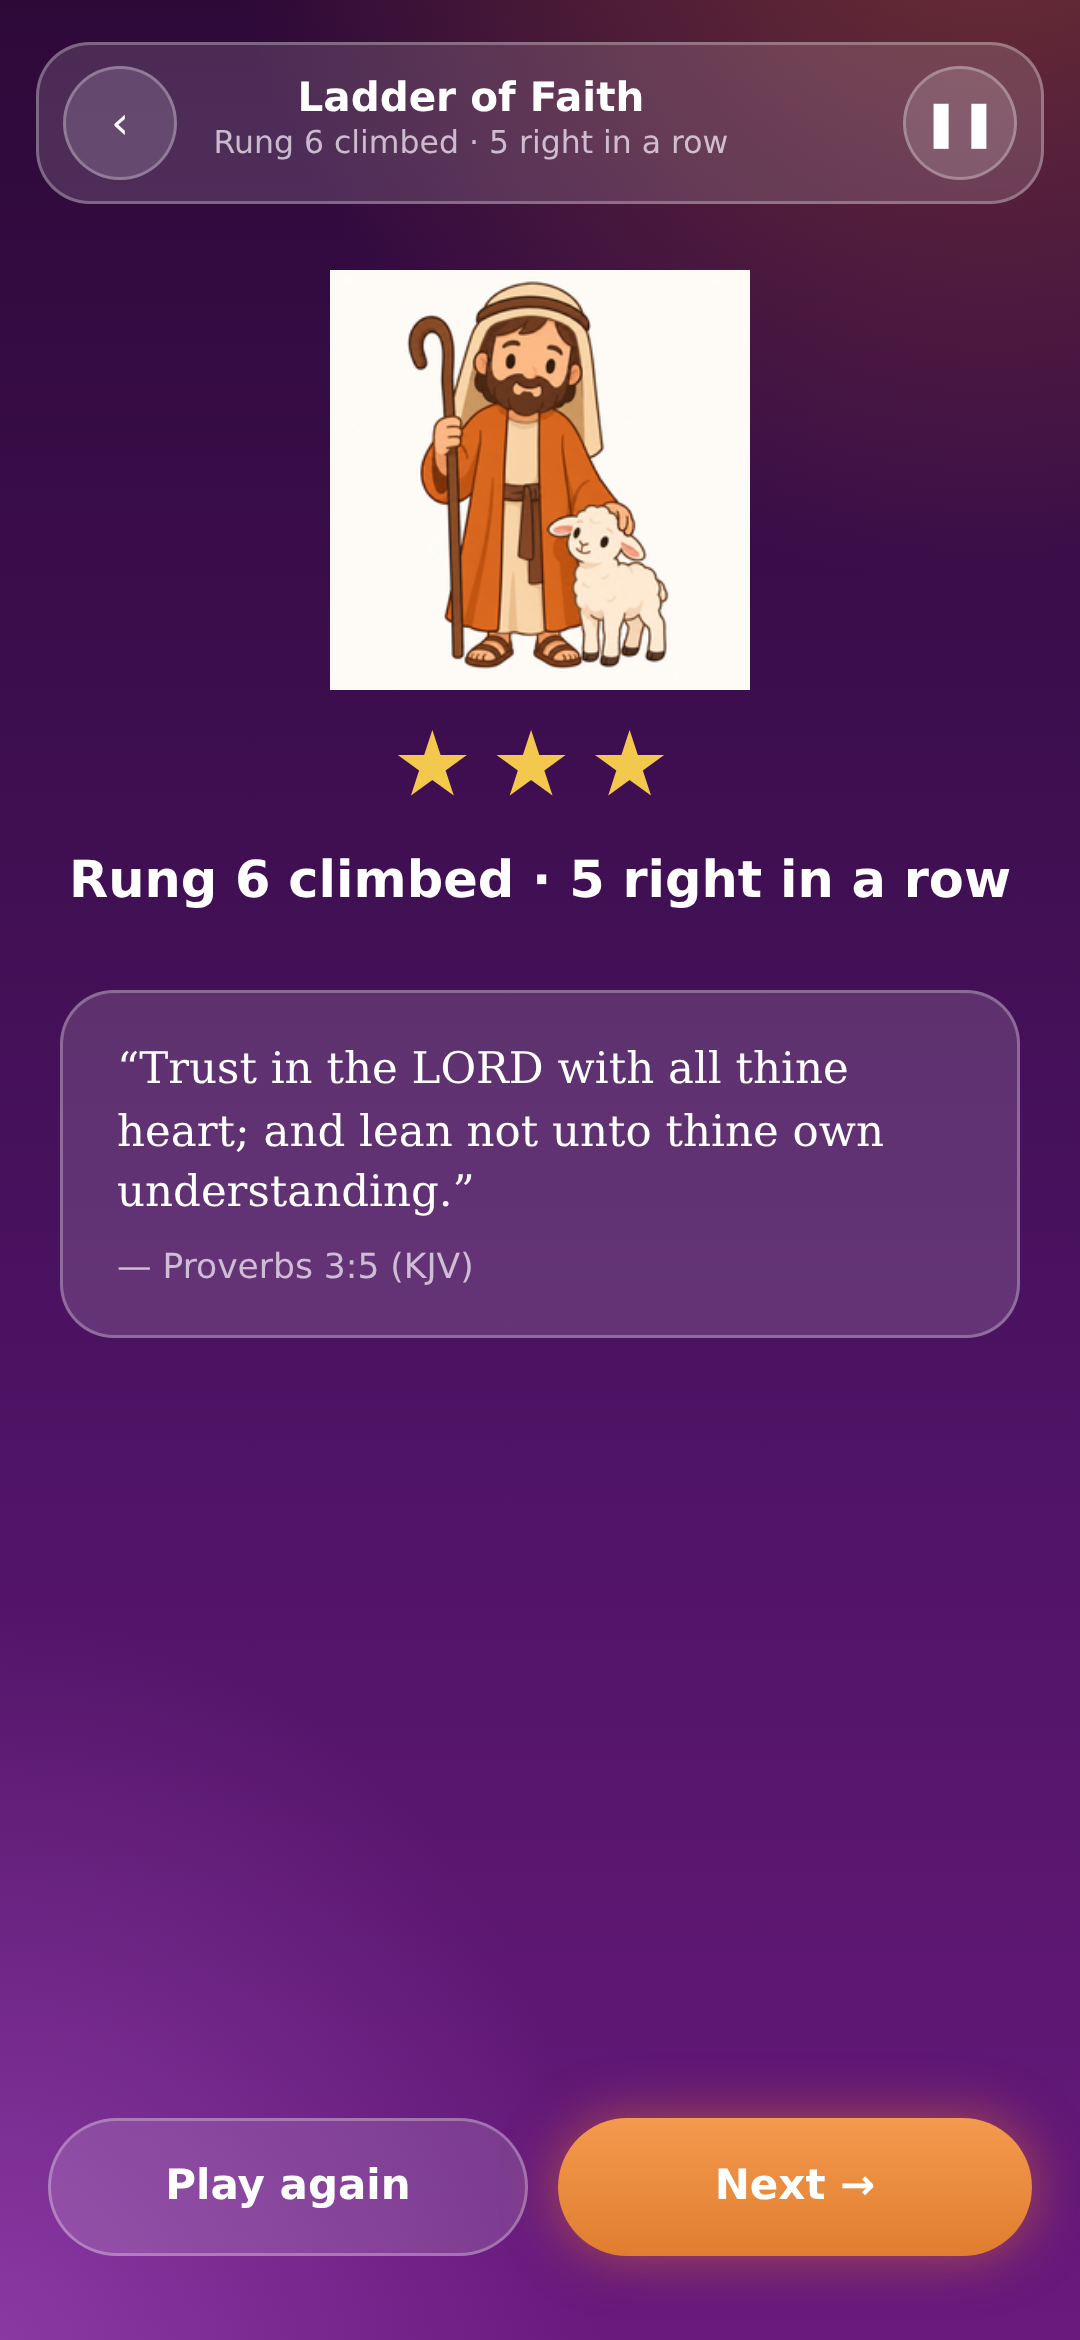 ‹
Ladder of Faith
Rung 6 climbed · 5 right in a row
Rung 6 climbed · 5 right in a row
“Trust in the LORD with all thine
heart; and lean not unto thine own
understanding.”
— Proverbs 3:5 (KJV)
Play again
Next →